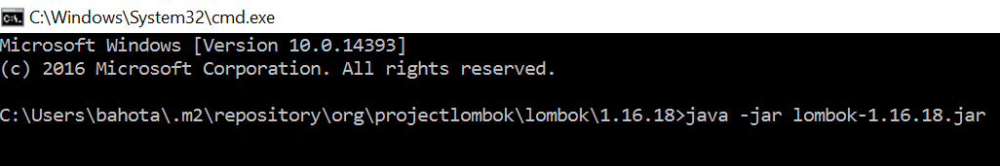 C:\Windows\System32\cmd.exe
Microsoft Windows [Version 10.0.14393]
(c) 2016 Microsoft Corporation. All rights reserved.
C:\Users\bahota\.m2\repository\org\projectlombok\lombok\1.16.18>java -jar lombok-1.16.18.jar